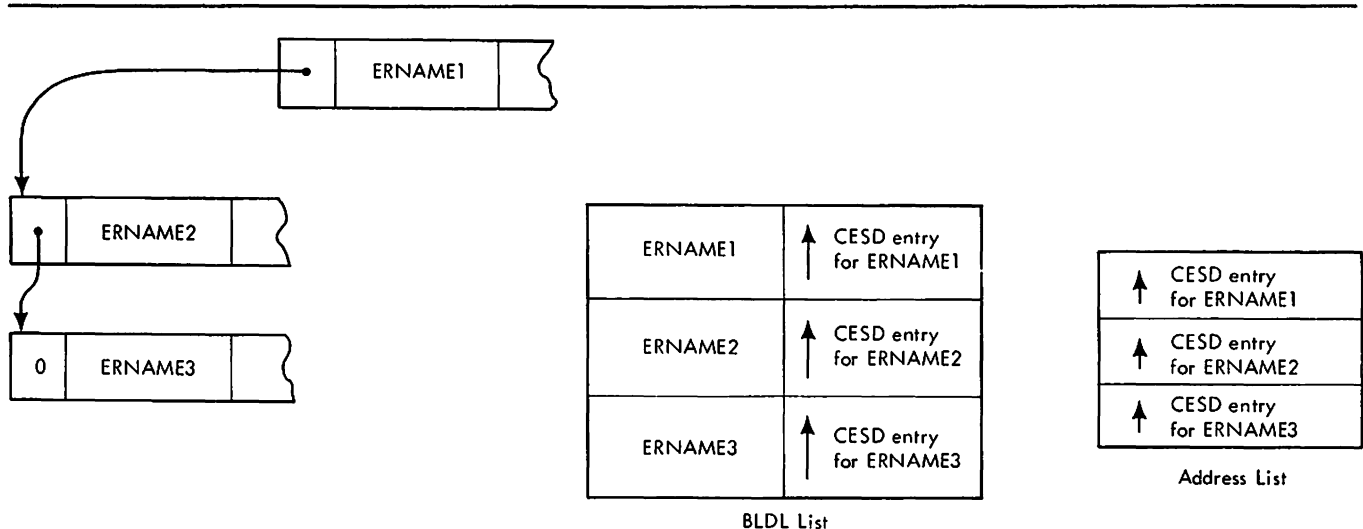 ERNAME1
ERNAME2
0 ERNAME3
ERNAME1 CESD entry
for ERNAME1
ERNAME2 CESD entry
for ERNAME2
ERNAME3 CESD entry
for ERNAME3
BLDL List
CESD entry
for ERNAME1
CESD entry
for ERNAME2
CESD entry
for ERNAME3
Address List